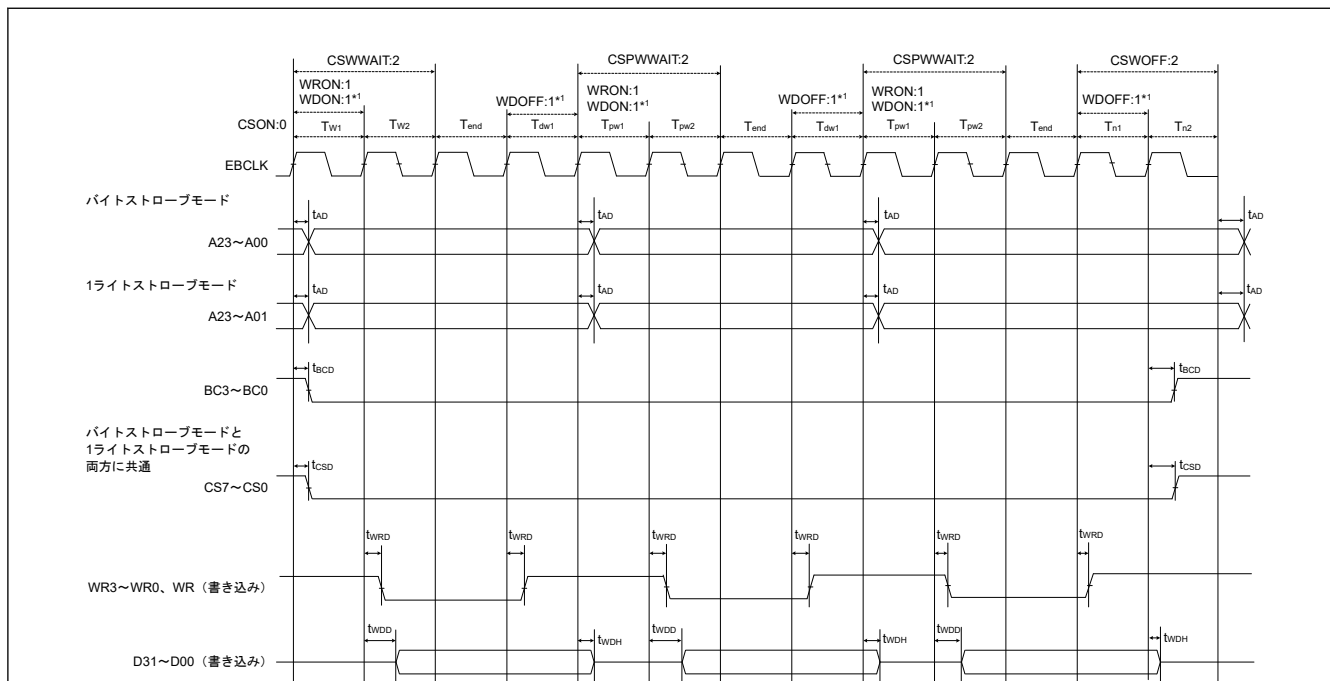 CSWWAIT:2 CSPWWAIT:2 CSPWWAIT:2 CSWOFF:2
WRON:1 WRON:1 WRON:1
WDON:1*1 WDOFF:1*1 WDON:1*1 WDOFF:1*1 WDON:1*1 WDOFF:1*1
CSON:0 TW1 TW2 Tend Tdw1 Tpw1 Tpw2 Tend Tdw1 Tpw1 Tpw2 Tend Tn1 Tn2
EBCLK
バイトストローブモード
tAD tAD tAD tAD
A23～A00
1ライトストローブモード
tAD tAD tAD tAD
A23～A01
tBCD tBCD
BC3～BC0
バイトストローブモードと
1ライトストローブモードの
両方に共通
tCSD tCSD
CS7～CS0
tWRD tWRD tWRD tWRD tWRD tWRD
WR3～WR0、WR（書き込み）
tWDD tWDH tWDD tWDH tWDD tWDH
D31～D00（書き込み）